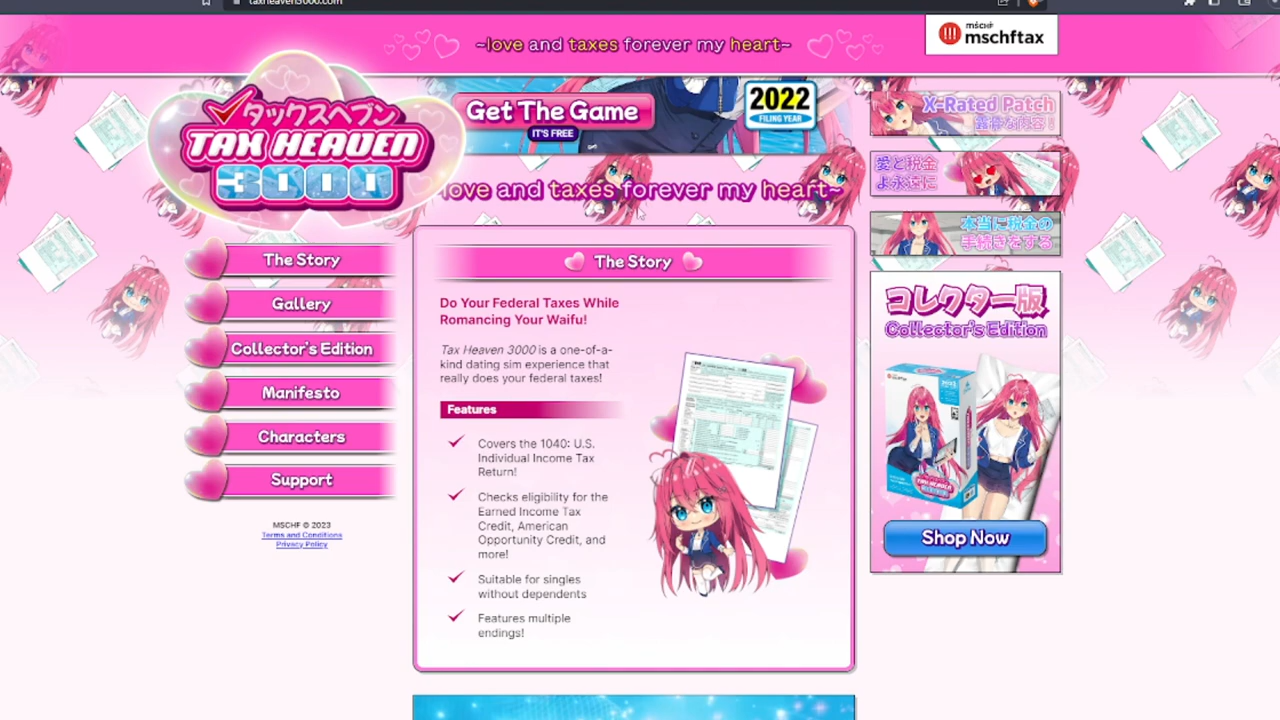 taxheaven3000.com
~love and taxes forever my heart~
MSCHF
mschftax
タックスヘブン
TAX HEAVEN
3000
Get The Game
IT'S FREE
2022
FILING YEAR
love and taxes forever my heart~
X-Rated Patch
愛と税金
よ永遠に
本当に税金の
手続きをする
The Story
Gallery
Collector's Edition
Manifesto
Characters
Support
MSCHF © 2023
Terms and Conditions
Privacy Policy
The Story
Do Your Federal Taxes While
Romancing Your Waifu!
Tax Heaven 3000 is a one-of-a-
kind dating sim experience that
really does your federal taxes!
Features
Covers the 1040: U.S.
Individual Income Tax
Return!
Checks eligibility for the
Earned Income Tax
Credit, American
Opportunity Credit, and
more!
Suitable for singles
without dependents
Features multiple
endings!
コレクター版
Collector's Edition
TAX HEAVEN
3000
Shop Now